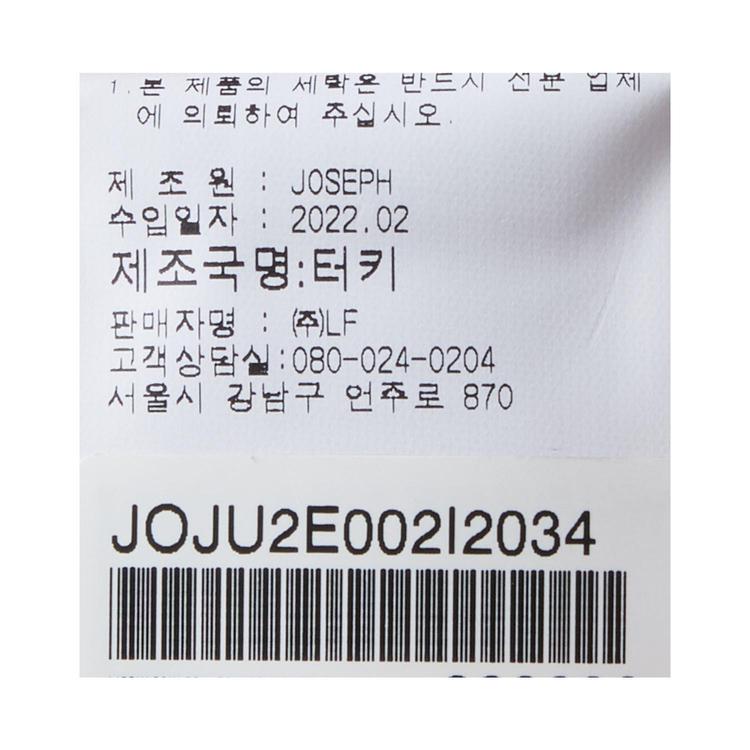 1.본 제품의 세탁은 반드시 전문 업체
에 의뢰하여 주십시오.
제 조 원 : JOSEPH
수입일자 : 2022.02
제조국명:터키
판매자명 : ㈜LF
고객상담실:080-024-0204
서울시 강남구 언주로 870
JOJU2E002I2034